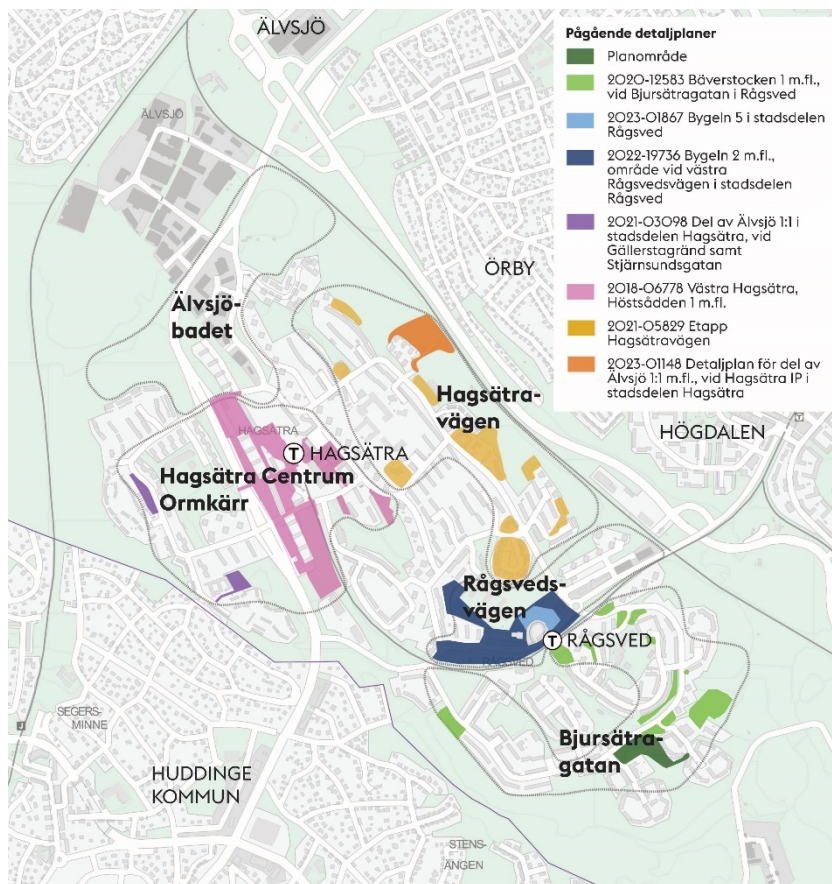 ÄLVSJÖ
Pågående detaljplaner
Planområde
2020-12583 Bäverstocken 1 m.fl.,
vid Bjursätragatan i Rågsved
2023-01867 Bygeln 5 i stadsdelen
Rågsved
2022-19736 Bygeln 2 m.fl.,
område vid västra
Rågsvedsvägen i stadsdelen
Rågsved
2021-03098 Del av Älvsjö 1:1 i
stadsdelen Hagsätra, vid
Gällerstagränd samt
Stjärnsundsgatan
2018-06778 Västra Hagsätra,
Höstsådden 1 m.fl.
2021-05829 Etapp
Hagsätravägen
2023-01148 Detaljplan för del av
Älvsjö 1:1 m.fl., vid Hagsätra IP i
stadsdelen Hagsätra
ÄLVSJÖ
ÖRBY
Älvsjö-
badet
Hagsätra-
vägen
HÖGDALEN
T
HAGSÄTRA
T HAGSÄTRA
Hagsätra Centrum
Ormkärr
Rågsveds-
vägen
T RÅGSVED
RÅGSVED
SEGERS-
MINNE
J
Bjursätra-
gatan
HUDDINGE
KOMMUN
STENS-
ÄNGEN